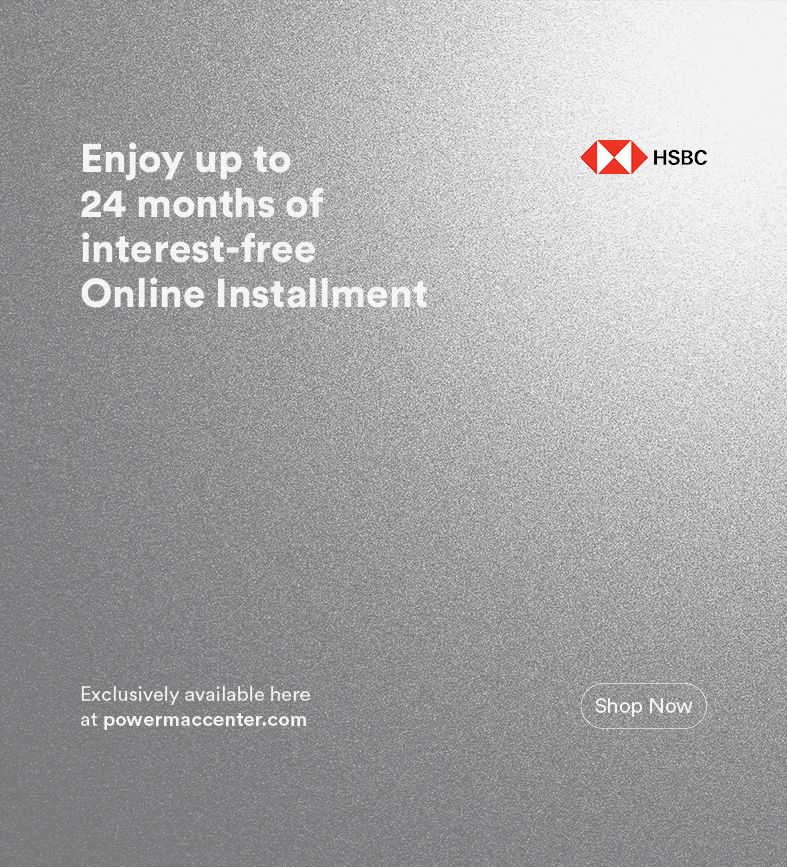 Enjoy up to
24 months of
interest-free
Online Installment
HSBC
Exclusively available here
at powermaccenter.com
Shop Now